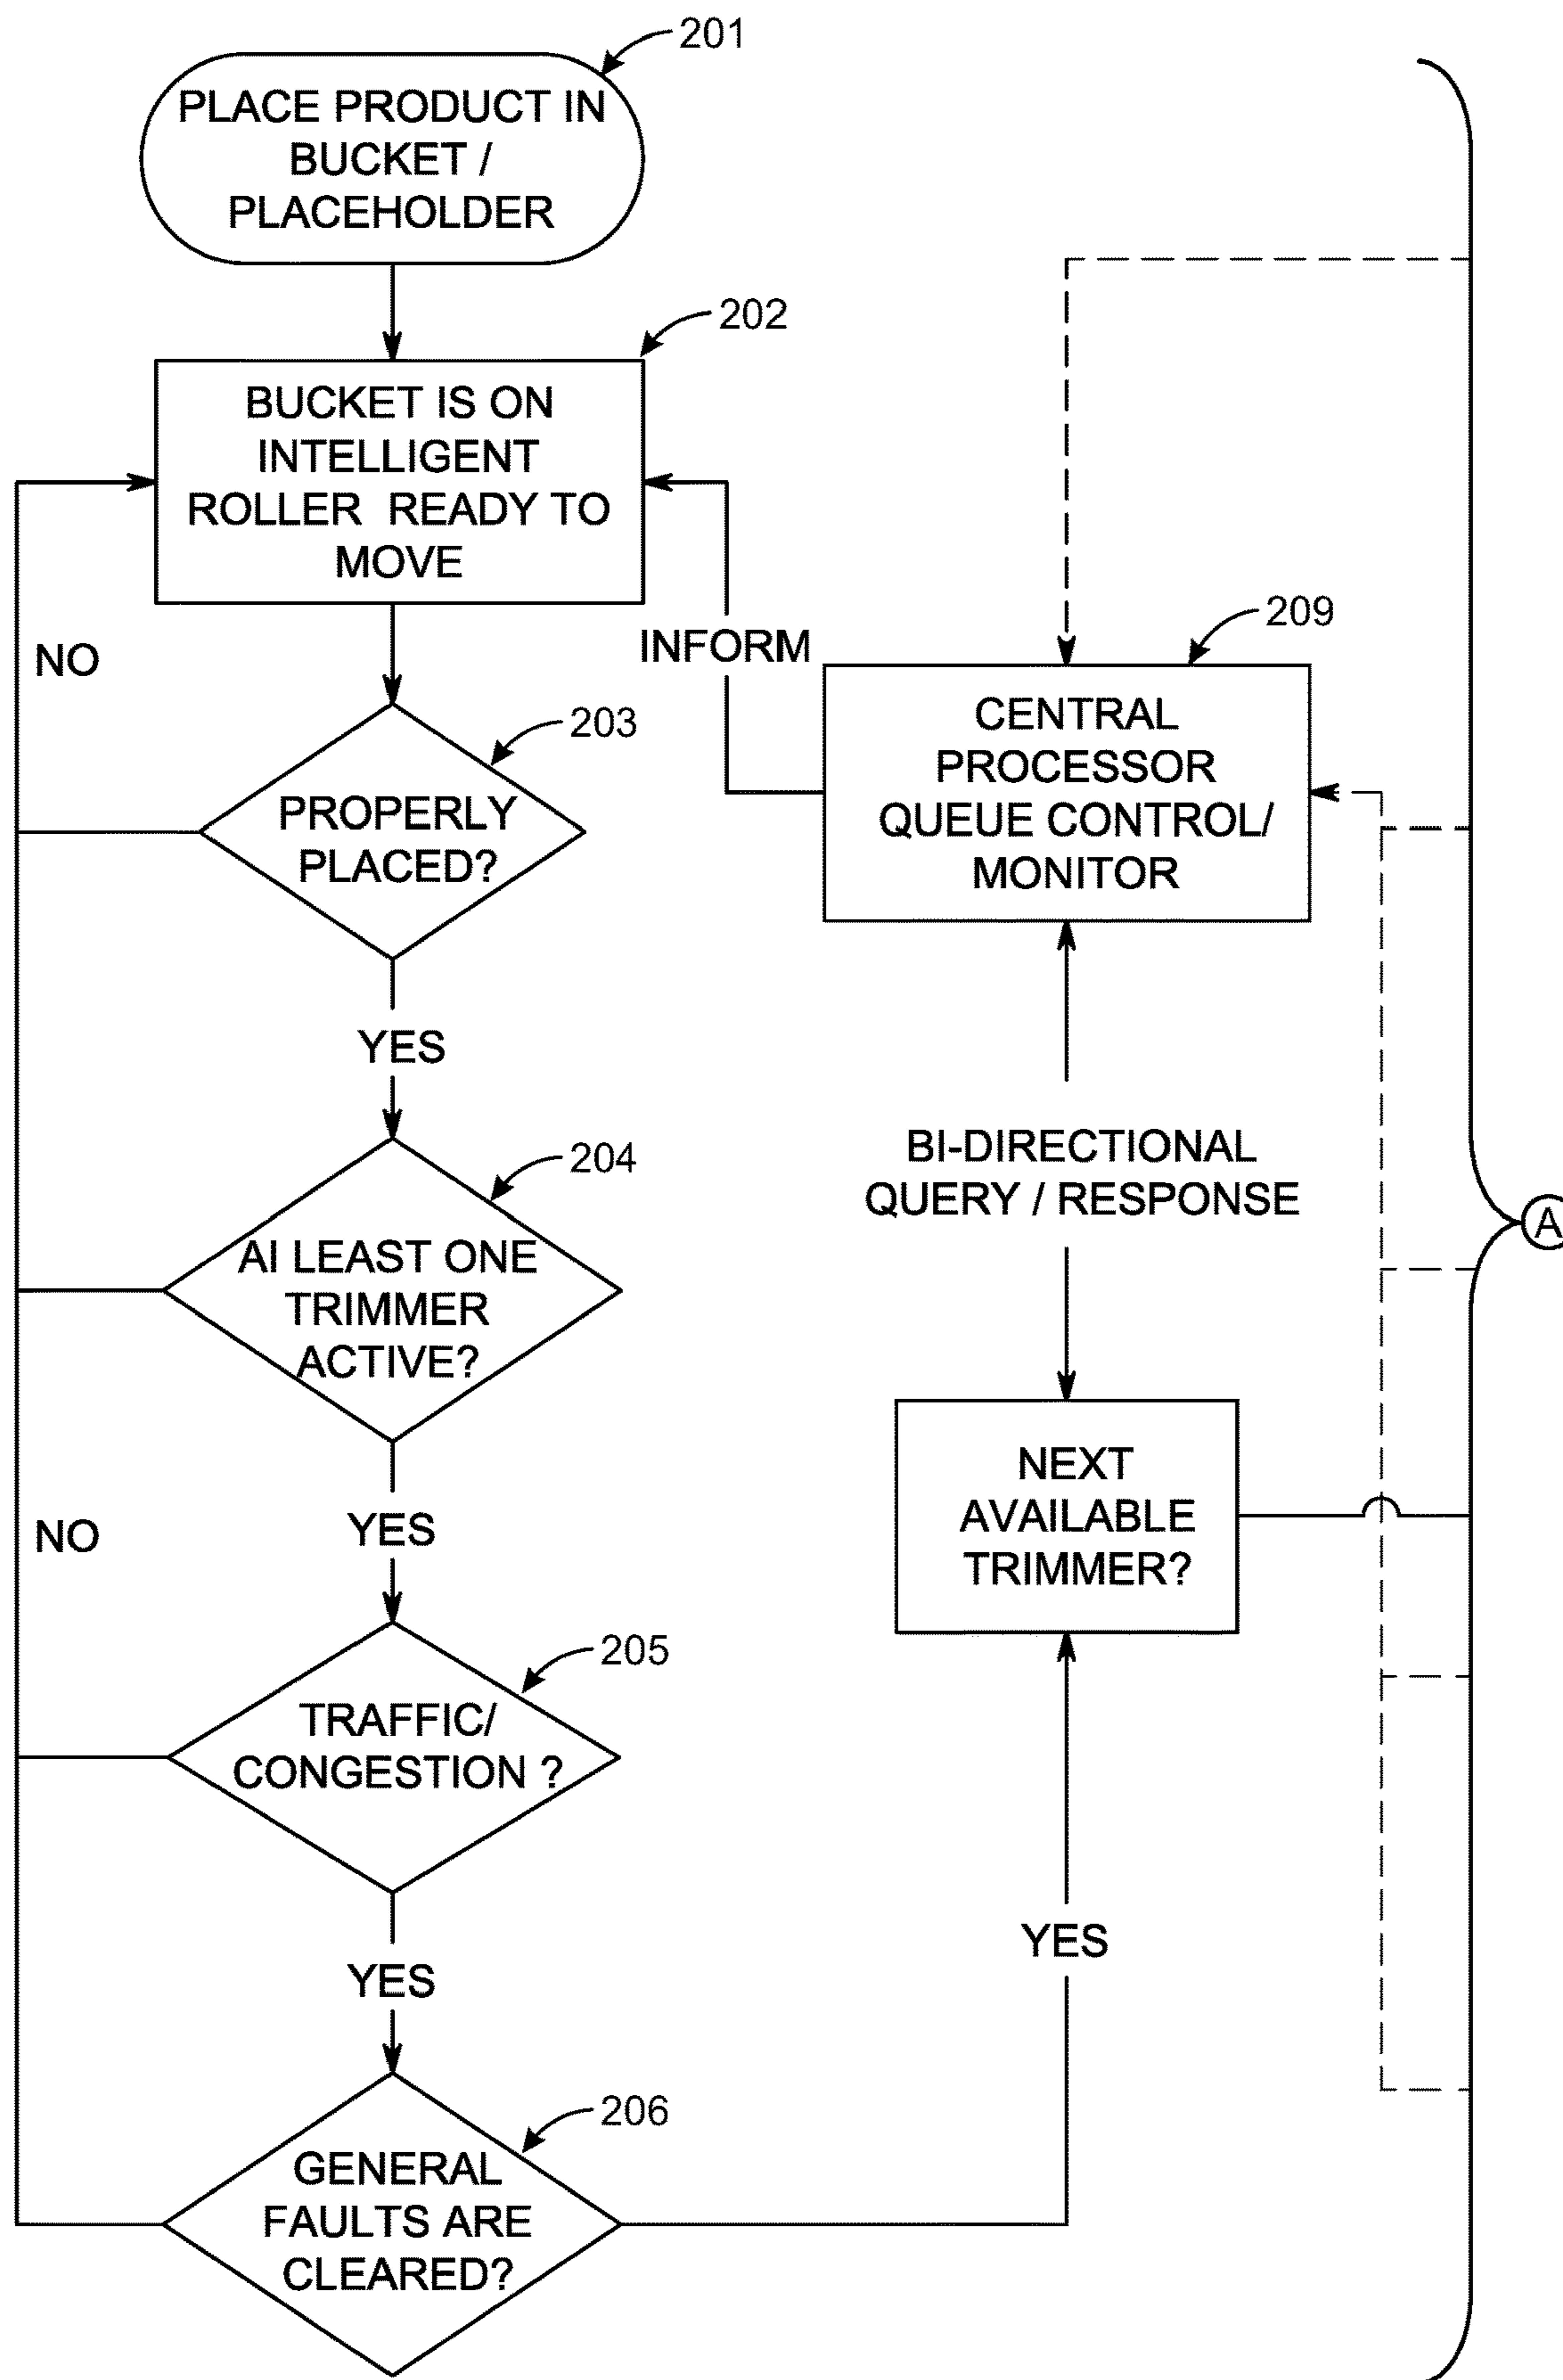 201
PLACE PRODUCT IN
BUCKET /
PLACEHOLDER
202
BUCKET IS ON
INTELLIGENT
ROLLER READY TO
MOVE
NO
INFORM
209
CENTRAL
PROCESSOR
QUEUE CONTROL/
MONITOR
203
PROPERLY
PLACED?
YES
204
AI LEAST ONE
TRIMMER
ACTIVE?
BI-DIRECTIONAL
QUERY / RESPONSE
A
NO
YES
NEXT
AVAILABLE
TRIMMER?
205
TRAFFIC/
CONGESTION ?
YES
YES
206
GENERAL
FAULTS ARE
CLEARED?